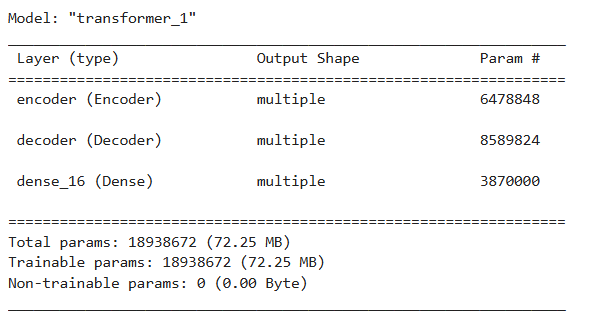 Model: "transformer_1"
_________________________________________________________________
Layer (type)                Output Shape              Param #
=================================================================
encoder (Encoder)           multiple                  6478848
decoder (Decoder)           multiple                  8589824
dense_16 (Dense)            multiple                  3870000
=================================================================
Total params: 18938672 (72.25 MB)
Trainable params: 18938672 (72.25 MB)
Non-trainable params: 0 (0.00 Byte)
_________________________________________________________________